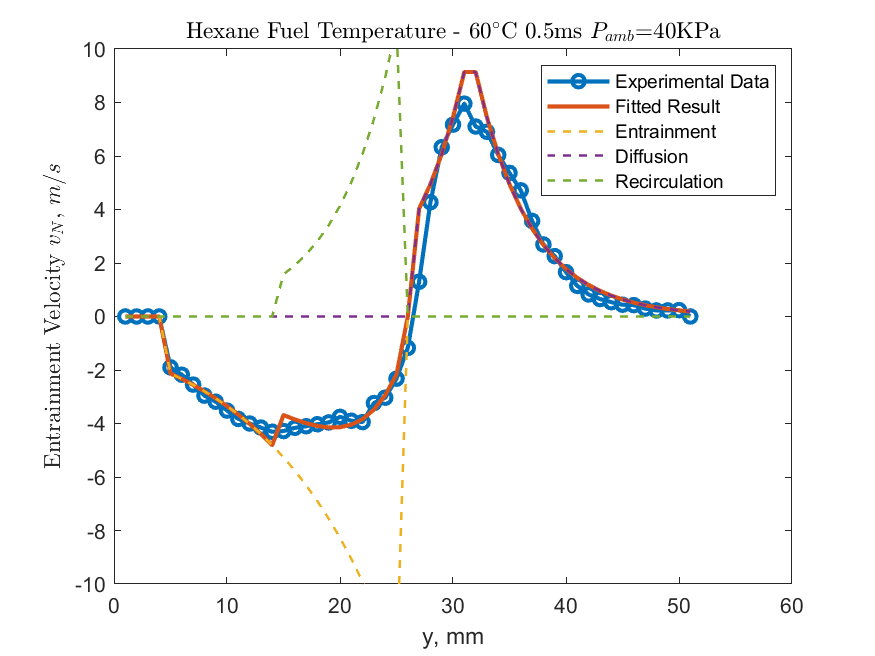 Hexane Fuel Temperature - 60°C 0.5ms P_amb=40KPa
Experimental Data
Fitted Result
Entrainment
Diffusion
Recirculation
Entrainment Velocity v_N, m/s
10
8
6
4
2
0
-2
-4
-6
-8
-10
0 10 20 30 40 50 60
y, mm